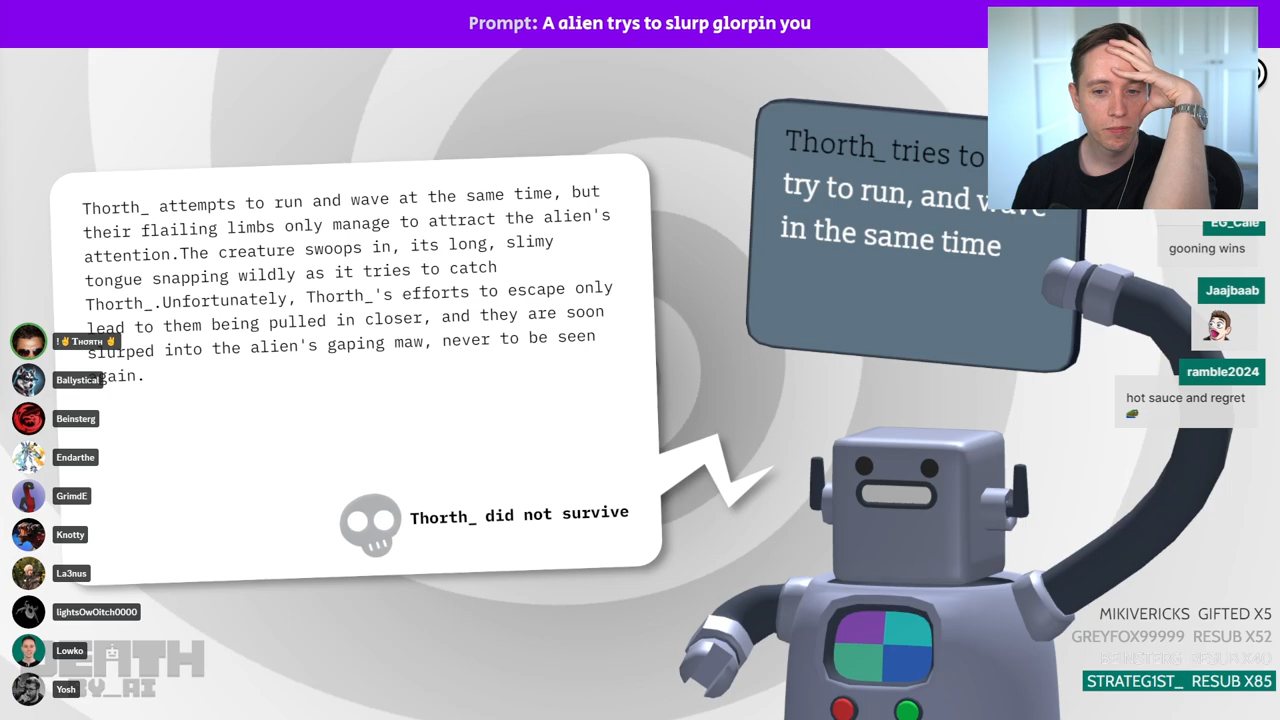 Prompt: A alien trys to slurp glorpin you
Thorth_ tries to
try to run, and wave
in the same time
Thorth_ attempts to run and wave at the same time, but
their flailing limbs only manage to attract the alien's
attention.The creature swoops in, its long, slimy
tongue snapping wildly as it tries to catch
Thorth_.Unfortunately, Thorth_'s efforts to escape only
lead to them being pulled in closer, and they are soon
slurped into the alien's gaping maw, never to be seen
again.
Thorth_ did not survive
! ✌ Thorth ✌
Ballystical
Beinsterg
Endarthe
GrimdE
Knotty
La3nus
lightsOwOitch0000
Lowko
Yosh
DEATH
BY_AI
EG_Cale
gooning wins
Jaajbaab
ramble2024
hot sauce and regret
MIKIVERICKS GIFTED X5
GREYFOX99999 RESUB X52
BEINSTERG RESUB X40
STRATEG1ST_ RESUB X85